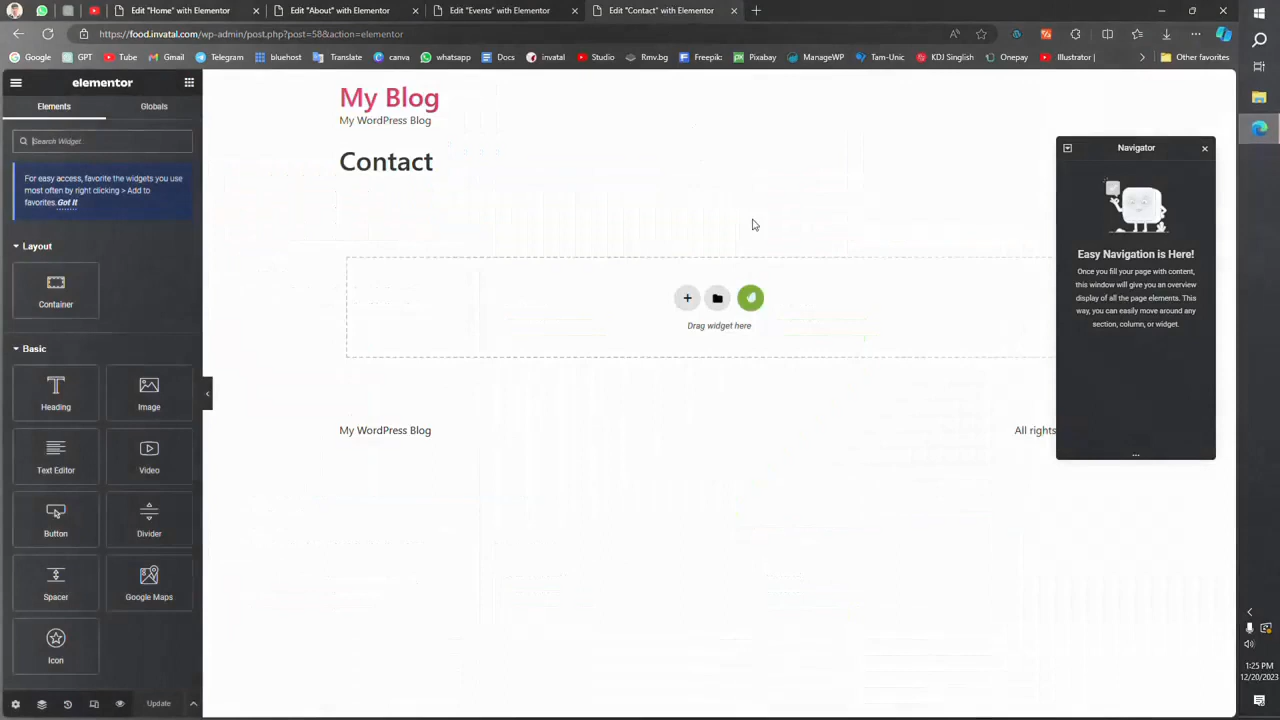 Edit "Home" with Elementor
Edit "About" with Elementor
Edit "Events" with Elementor
Edit "Contact" with Elementor
https://food.invatal.com/wp-admin/post.php?post=58&action=elementor
Google
GPT
Tube
Gmail
Telegram
bluehost
Translate
canva
whatsapp
Docs
invatal
Studio
Rmv.bg
Freepik:
Pixabay
ManageWP
Tam-Unic
KDJ Singlish
Onepay
Illustrator |
Other favorites
elementor
Elements
Globals
Search Widget
For easy access, favorite the widgets you use
most often by right clicking > Add to
favorites. Got It
Layout
Container
Basic
Heading
Image
Text Editor
Video
Button
Divider
Spacer
Google Maps
Icon
Update
My Blog
My WordPress Blog
Contact
Drag widget here
My WordPress Blog
All rights
Navigator
Easy Navigation is Here!
Once you fill your page with content,
this window will give you an overview
display of all the page elements. This
way, you can easily move around any
section, column, or widget.
1:25 PM
12/20/2023